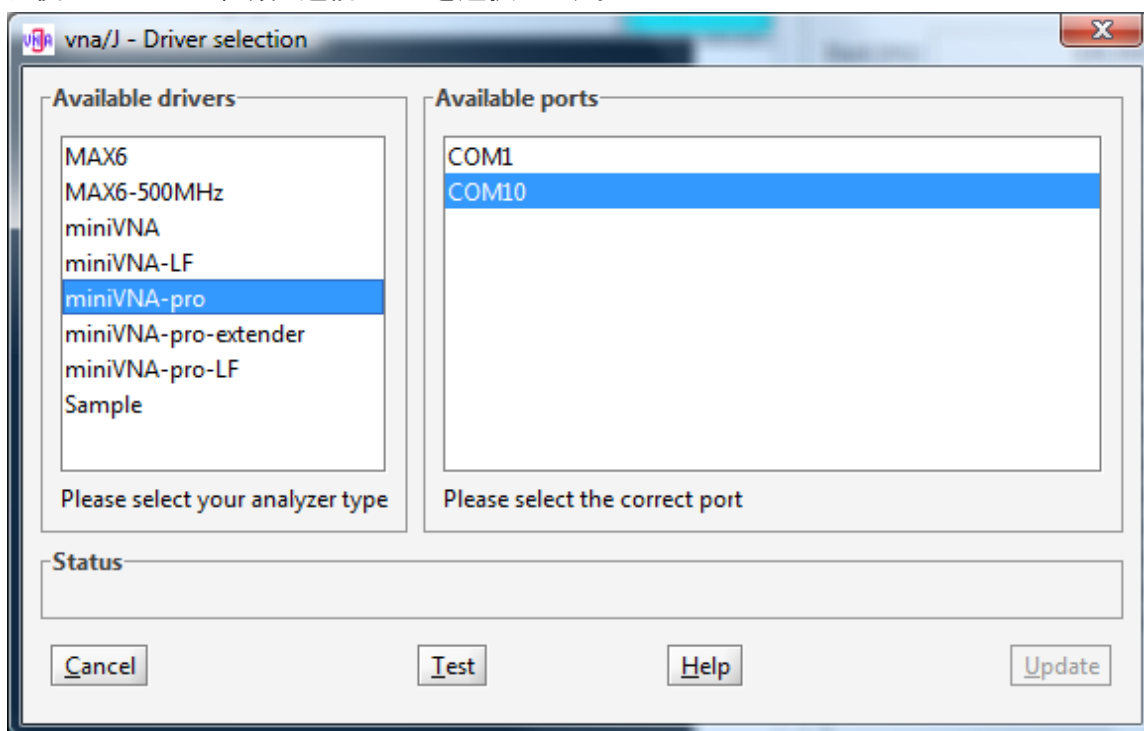 vna/J - Driver selection
Available drivers
MAX6
MAX6-500MHz
miniVNA
miniVNA-LF
miniVNA-pro
miniVNA-pro-extender
miniVNA-pro-LF
Sample
Please select your analyzer type
Available ports
COM1
COM10
Please select the correct port
Status
Cancel
Test
Help
Update